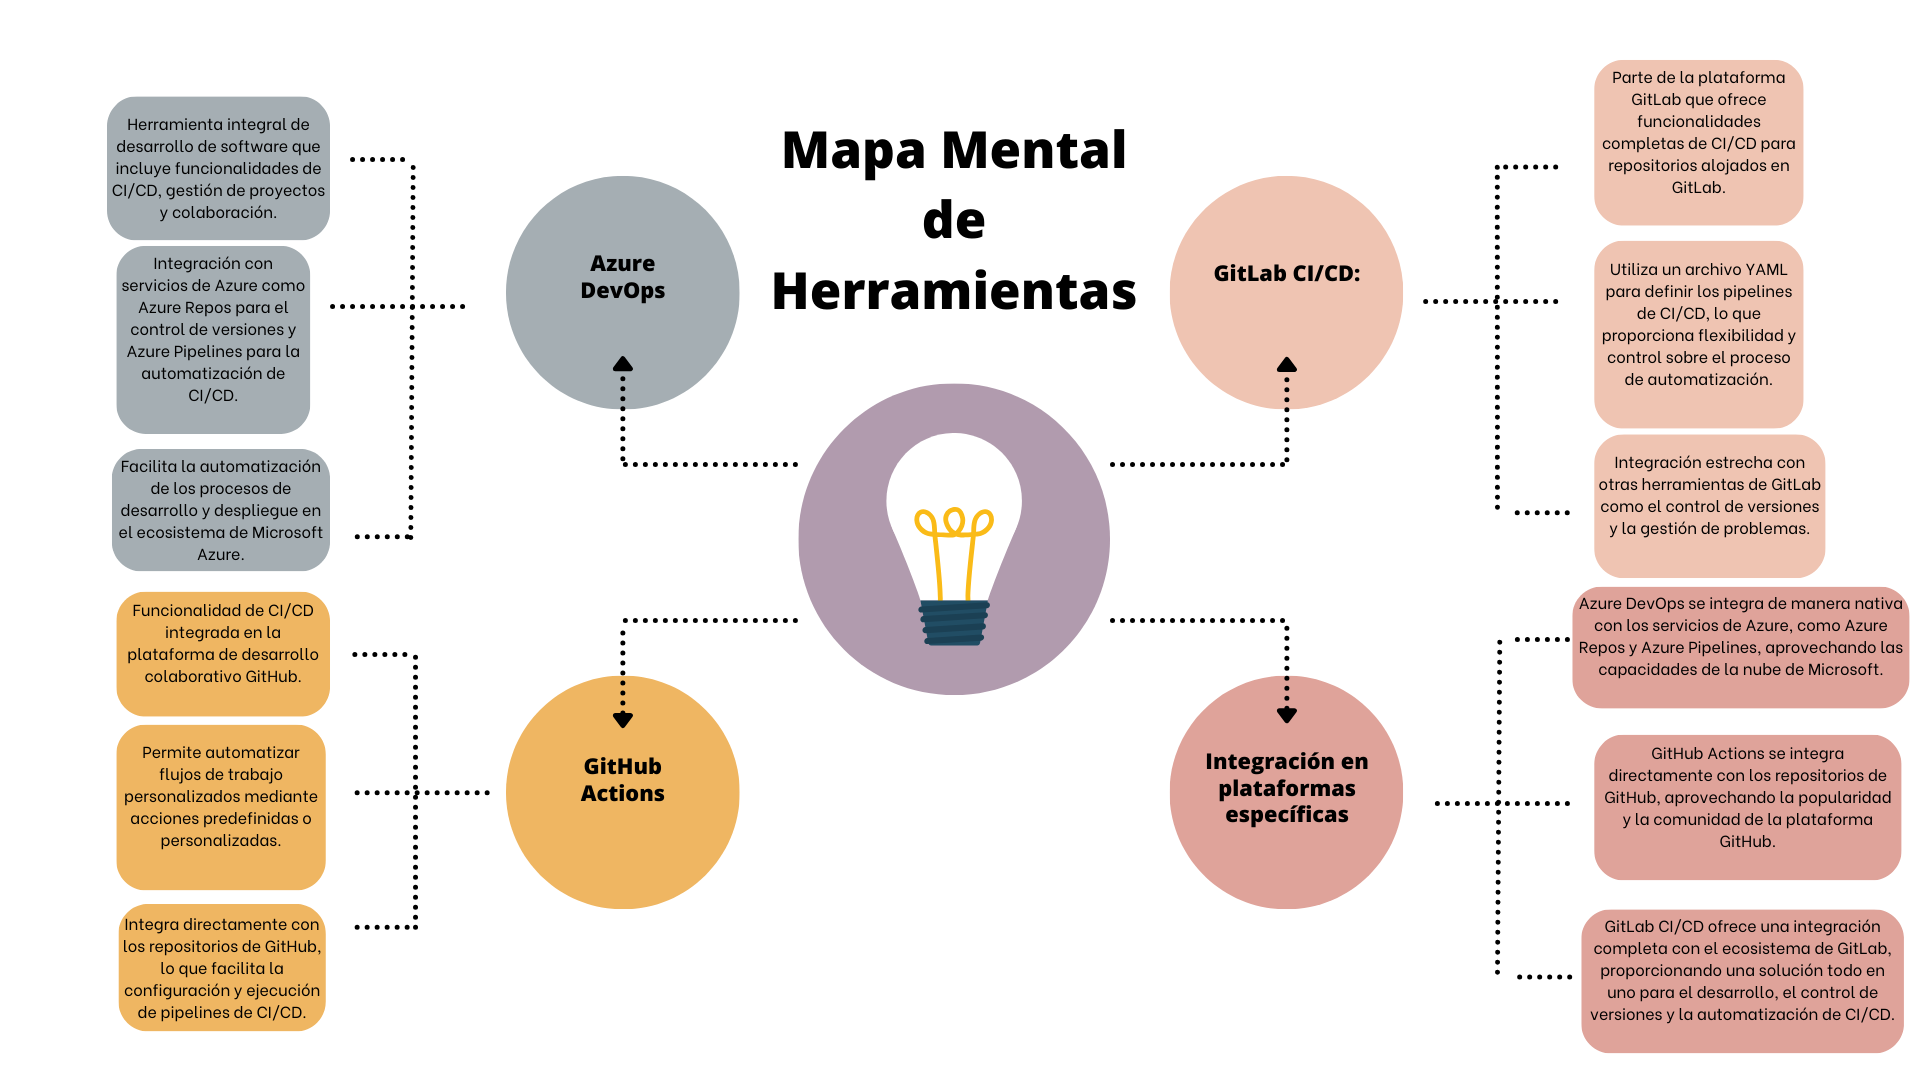 Mapa Mental
de
Herramientas
Azure
DevOps
Herramienta integral de
desarrollo de software que
incluye funcionalidades de
CI/CD, gestión de proyectos
y colaboración.
Integración con
servicios de Azure como
Azure Repos para el
control de versiones y
Azure Pipelines para la
automatización de
CI/CD.
Facilita la automatización
de los procesos de
desarrollo y despliegue en
el ecosistema de Microsoft
Azure.
GitHub
Actions
Funcionalidad de CI/CD
integrada en la
plataforma de desarrollo
colaborativo GitHub.
Permite automatizar
flujos de trabajo
personalizados mediante
acciones predefinidas o
personalizadas.
Integra directamente con
los repositorios de GitHub,
lo que facilita la
configuración y ejecución
de pipelines de CI/CD.
GitLab CI/CD:
Parte de la plataforma
GitLab que ofrece
funcionalidades
completas de CI/CD para
repositorios alojados en
GitLab.
Utiliza un archivo YAML
para definir los pipelines
de CI/CD, lo que
proporciona flexibilidad y
control sobre el proceso
de automatización.
Integración estrecha con
otras herramientas de GitLab
como el control de versiones
y la gestión de problemas.
Integración en
plataformas
específicas
Azure DevOps se integra de manera nativa
con los servicios de Azure, como Azure
Repos y Azure Pipelines, aprovechando las
capacidades de la nube de Microsoft.
GitHub Actions se integra
directamente con los repositorios de
GitHub, aprovechando la popularidad
y la comunidad de la plataforma
GitHub.
GitLab CI/CD ofrece una integración
completa con el ecosistema de GitLab,
proporcionando una solución todo en
uno para el desarrollo, el control de
versiones y la automatización de CI/CD.